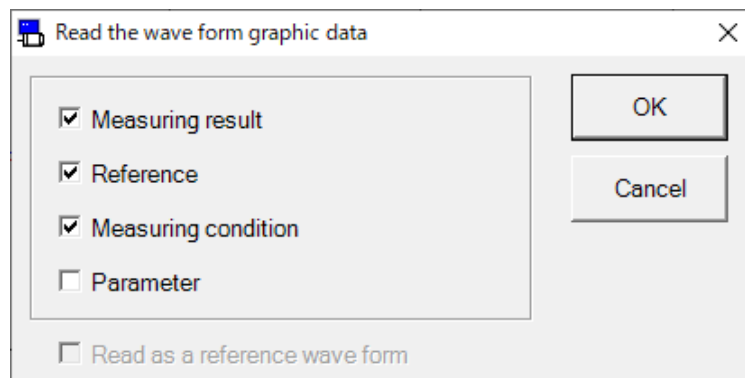 Read the wave form graphic data
Measuring result
Reference
Measuring condition
Parameter
Read as a reference wave form
OK
Cancel